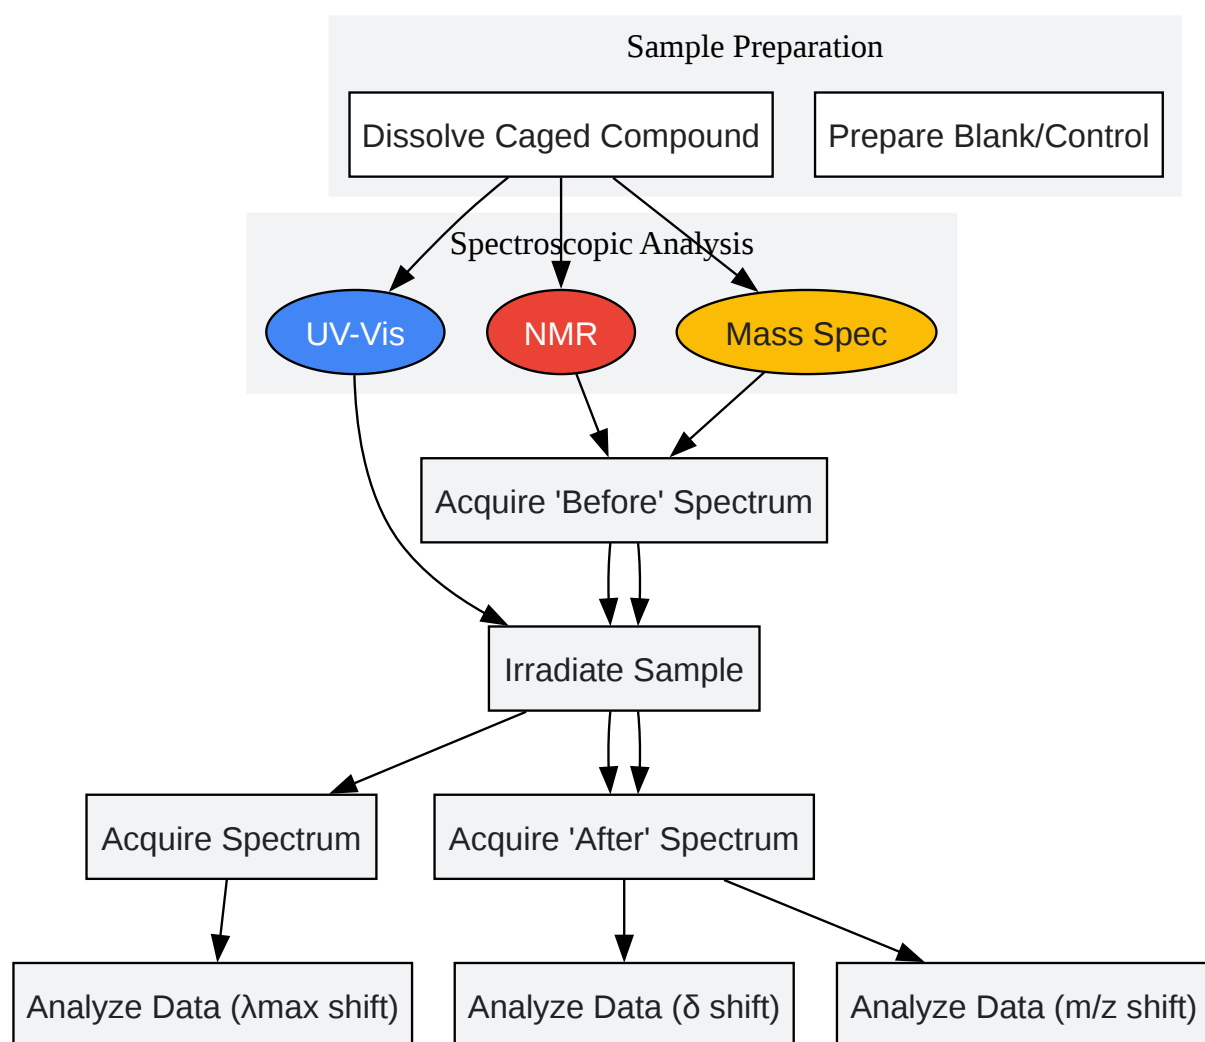 Sample Preparation
Dissolve Caged Compound
Prepare Blank/Control
Spectroscopic Analysis
UV-Vis
NMR
Mass Spec
Acquire 'Before' Spectrum
Irradiate Sample
Acquire Spectrum
Acquire 'After' Spectrum
Analyze Data (λmax shift)
Analyze Data (δ shift)
Analyze Data (m/z shift)